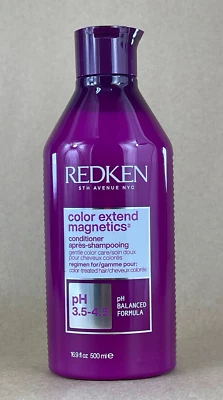 REDKEN
5TH AVENUE NYC
color extend
magnetics²
conditioner
après-shampooing
gentle color care/soin doux
pour cheveux colorés
regimen for/gamme pour:
color-treated hair/cheveux colorés
pH
3.5-4.5
pH
BALANCED
FORMULA
16.9 fl oz 500 ml ℮